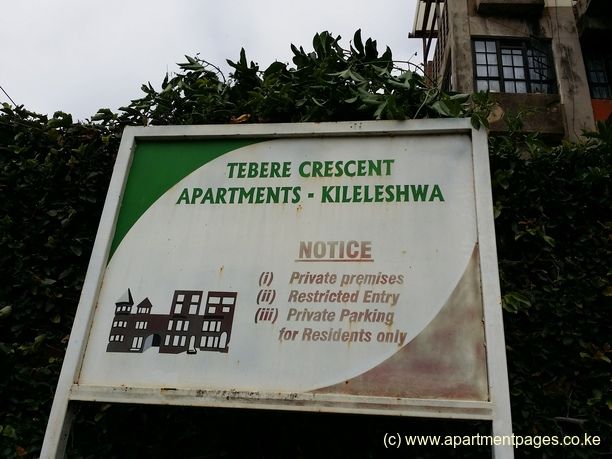 TEBERE CRESCENT
APARTMENTS - KILELESHWA
NOTICE
(i) Private premises
(ii) Restricted Entry
(iii) Private Parking
for Residents only
(c) www.apartmentpages.co.ke